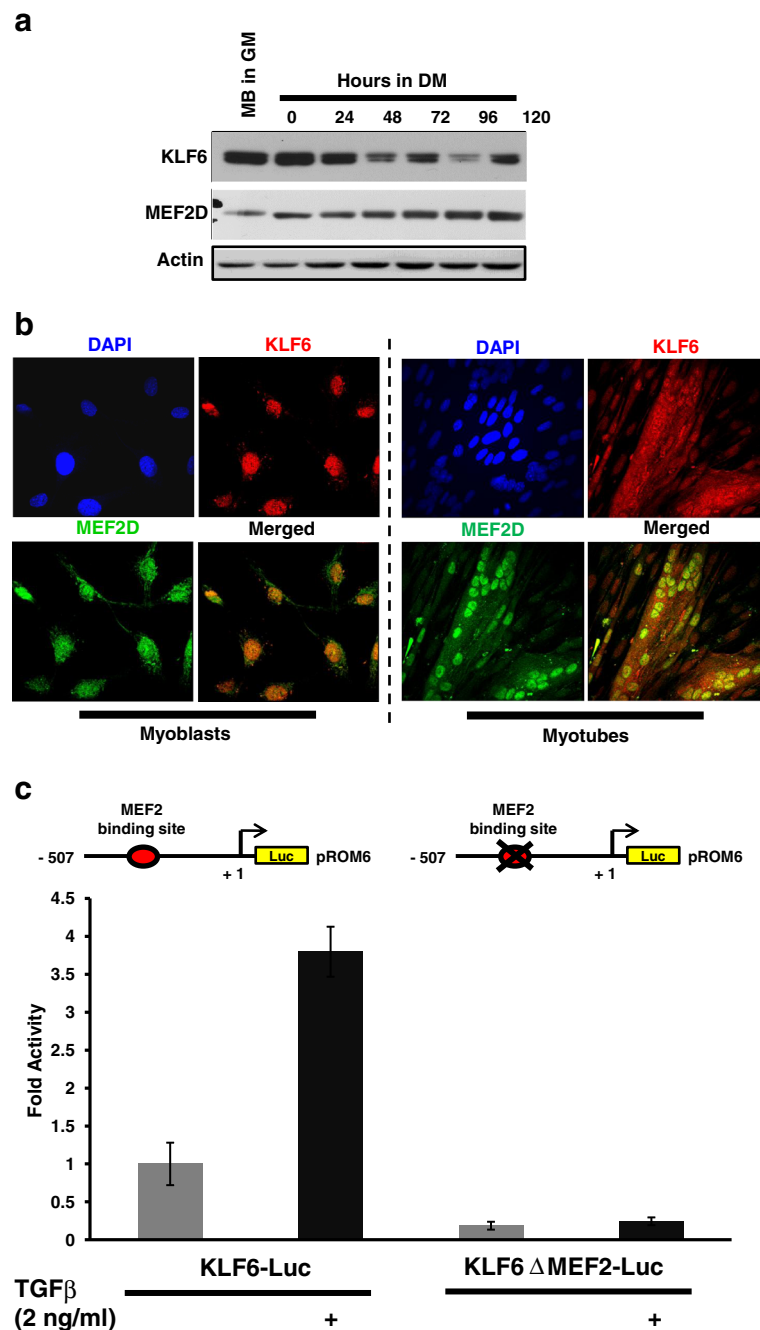 a
MB in GM
Hours in DM
0 24 48 72 96 120
KLF6
MEF2D
Actin
b
DAPI KLF6 DAPI KLF6
MEF2D Merged MEF2D Merged
Myoblasts Myotubes
c
MEF2 binding site
- 507 Luc pROM6
+ 1
MEF2 binding site
- 507 Luc pROM6
+ 1
Fold Activity
4.5
4
3.5
3
2.5
2
1.5
1
0.5
0
KLF6-Luc KLF6 ΔMEF2-Luc
TGFβ
(2 ng/ml) + +